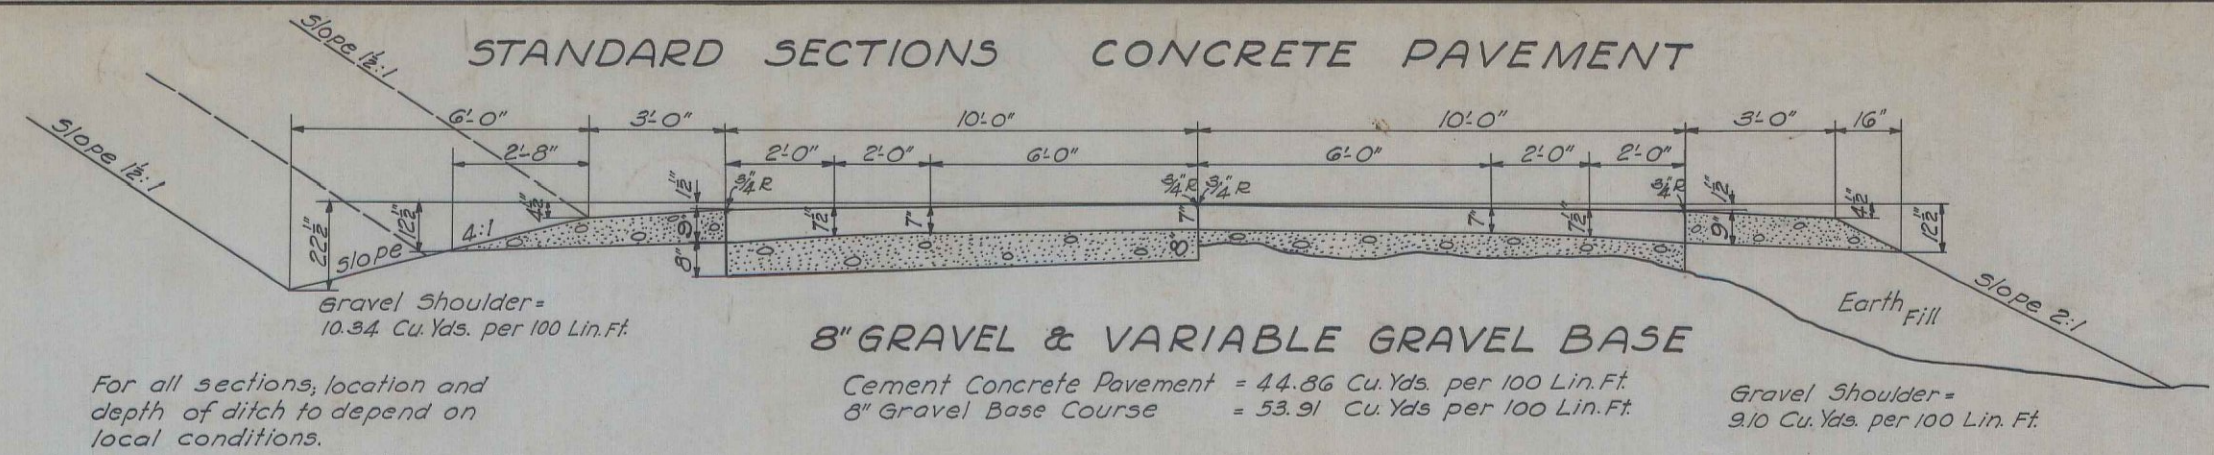 STANDARD SECTIONS CONCRETE PAVEMENT
Slope 1½:1
Slope 1½:1
6'-0" 3'-0" 10'-0" 10'-0" 3'-0" 16"
2'-8" 2'-0" 2'-0" 6'-0" 6'-0" 2'-0" 2'-0"
1½" ¾" R ¾" R ¾" R ¾" R 1½"
22½" 12½" 4½" 9" 7½" 7" 7" 7" 7½" 9" 4½" 12½"
slope 4:1 8" 8"
Slope 2:1
Earth Fill
Gravel Shoulder =
10.34 Cu. Yds. per 100 Lin. Ft.
8" GRAVEL & VARIABLE GRAVEL BASE
Cement Concrete Pavement = 44.86 Cu. Yds. per 100 Lin. Ft.
8" Gravel Base Course = 53.91 Cu. Yds per 100 Lin. Ft.
For all sections, location and
depth of ditch to depend on
local conditions.
Gravel Shoulder =
9.10 Cu. Yds. per 100 Lin. Ft.